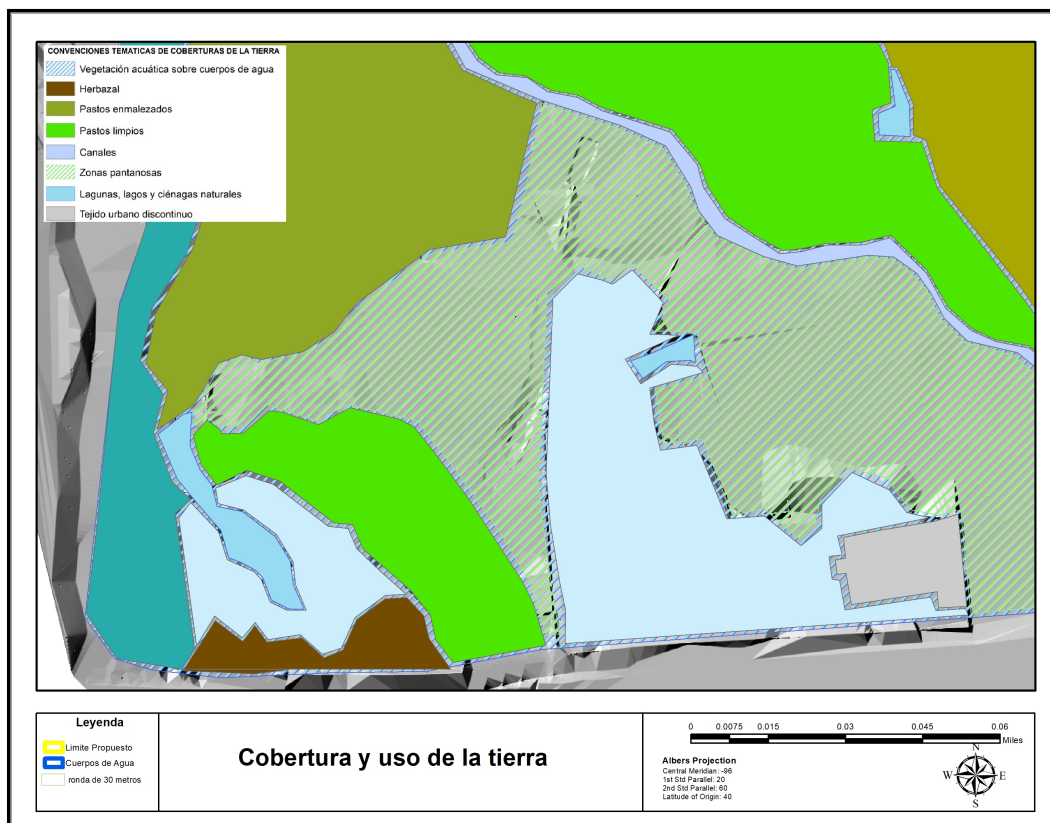 CONVENCIONES TEMATICAS DE COBERTURAS DE LA TIERRA
Vegetación acuática sobre cuerpos de agua
Herbazal
Pastos enmalezados
Pastos limpios
Canales
Zonas pantanosas
Lagunas, lagos y ciénagas naturales
Tejido urbano discontinuo
Leyenda
Limite Propuesto
Cuerpos de Agua
ronda de 30 metros
Cobertura y uso de la tierra
0 0.0075 0.015 0.03 0.045 0.06
Miles
Albers Projection
Central Meridian: -96
1st Std Parallel: 20
2nd Std Parallel: 60
Latitude of Origin: 40
N
W E
S